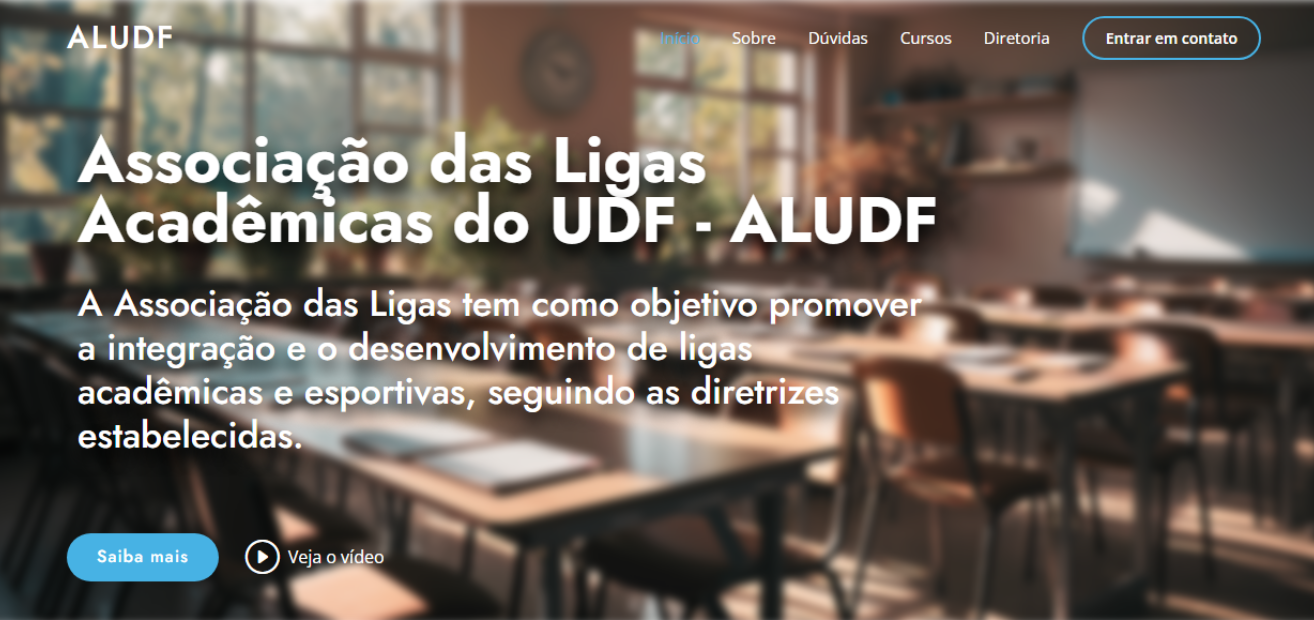 ALUDF
Início
Sobre
Dúvidas
Cursos
Diretoria
Entrar em contato
Associação das Ligas
Acadêmicas do UDF - ALUDF
A Associação das Ligas tem como objetivo promover
a integração e o desenvolvimento de ligas
acadêmicas e esportivas, seguindo as diretrizes
estabelecidas.
Saiba mais
Veja o vídeo